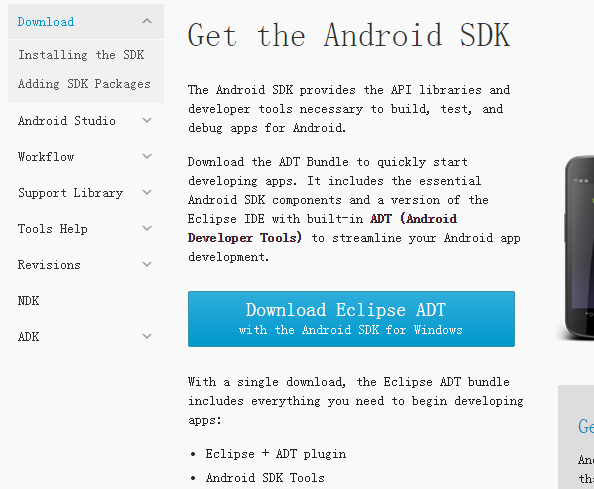 Download
Installing the SDK
Adding SDK Packages
Android Studio
Workflow
Support Library
Tools Help
Revisions
NDK
ADK
Get the Android SDK
The Android SDK provides the API libraries and
developer tools necessary to build, test, and
debug apps for Android.
Download the ADT Bundle to quickly start
developing apps. It includes the essential
Android SDK components and a version of the
Eclipse IDE with built-in ADT (Android
Developer Tools) to streamline your Android app
development.
Download Eclipse ADT
with the Android SDK for Windows
With a single download, the Eclipse ADT bundle
includes everything you need to begin developing
apps:
• Eclipse + ADT plugin
• Android SDK Tools
Ge